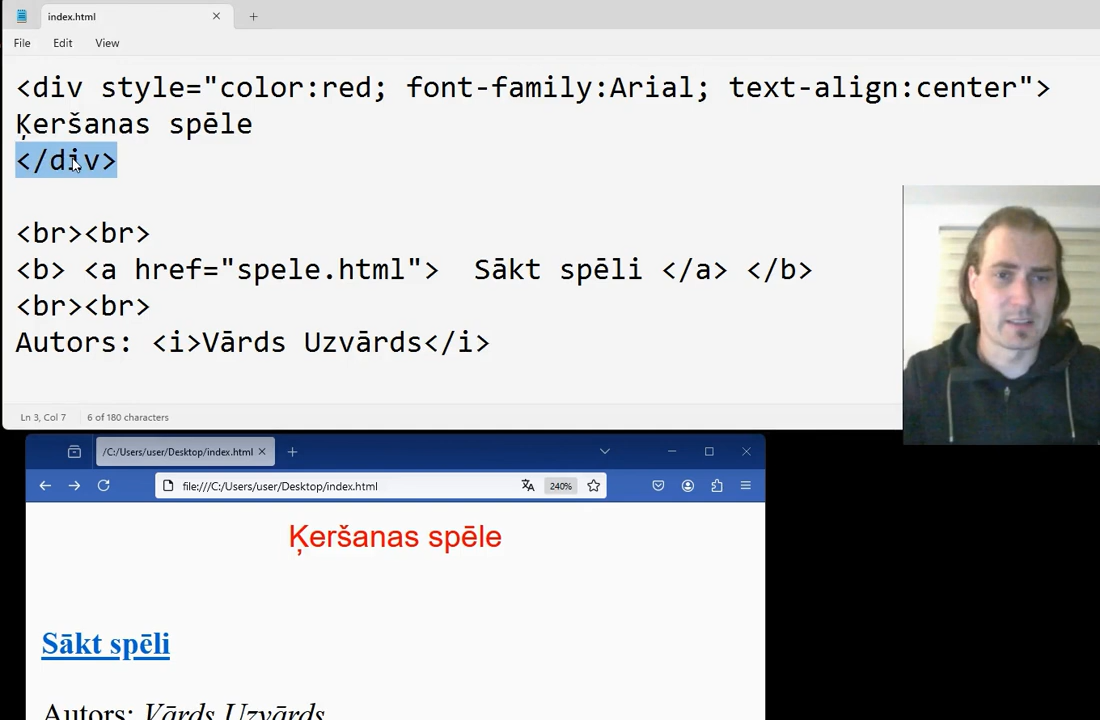 index.html
File Edit View
<div style="color:red; font-family:Arial; text-align:center">
Ķeršanas spēle
</div>
<br><br>
<b> <a href="spele.html">  Sākt spēli </a> </b>
<br><br>
Autors: <i>Vārds Uzvārds</i>
Ln 3, Col 7 6 of 180 characters
/C:/Users/user/Desktop/index.html
file:///C:/Users/user/Desktop/index.html 240%
Ķeršanas spēle
Sākt spēli
Autors: Vārds Uzvārds